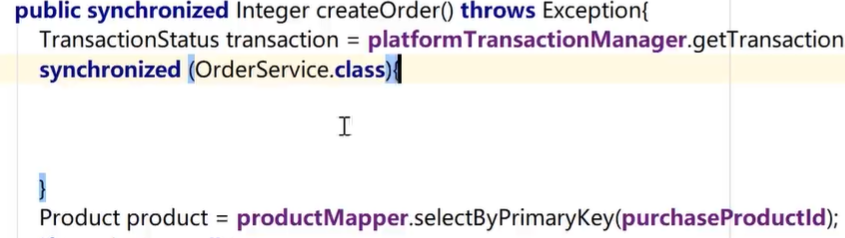 public synchronized Integer createOrder() throws Exception{
TransactionStatus transaction = platformTransactionManager.getTransaction
synchronized (OrderService.class){
}
Product product = productMapper.selectByPrimaryKey(purchaseProductId);